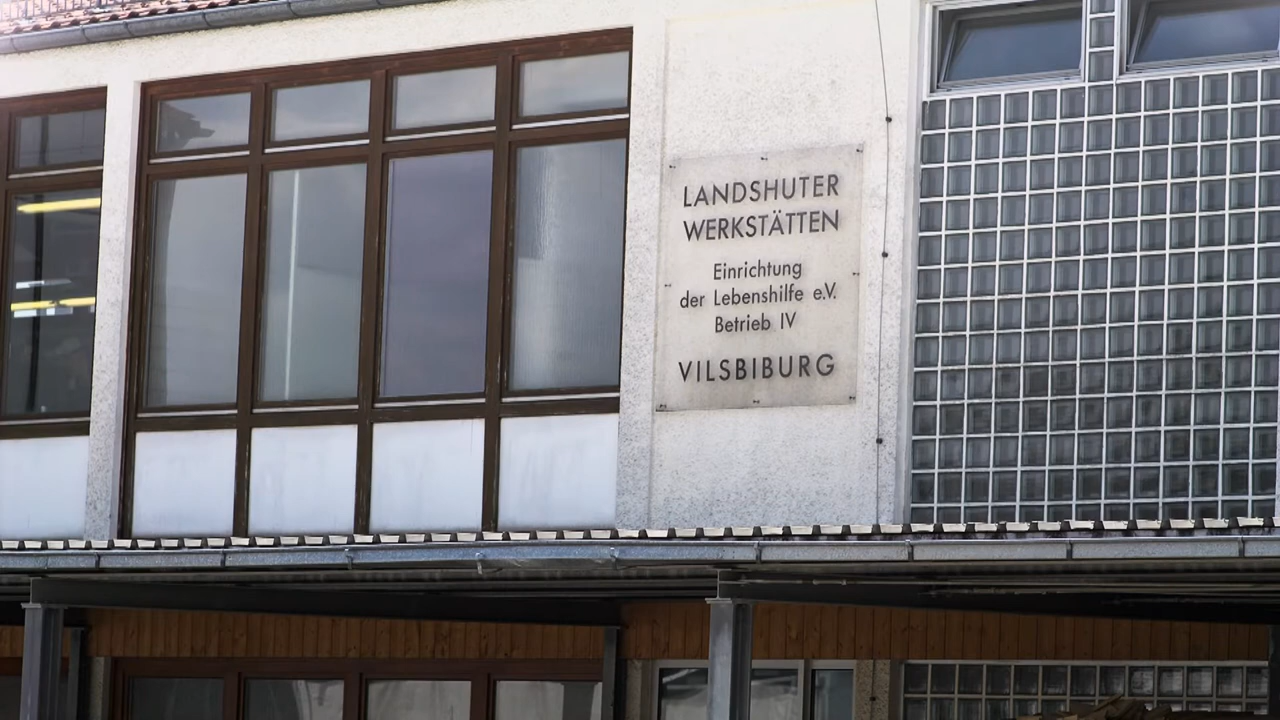 LANDSHUTER
WERKSTÄTTEN
Einrichtung
der Lebenshilfe e.V.
Betrieb IV
VILSBIBURG